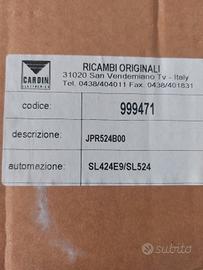 CARDIN
ELETTRONICA
RICAMBI ORIGINALI
31020 San Vendemiano Tv - Italy
Tel. 0438/404011 Fax 0438/401831
codice:
999471
descrizione:
JPR524B00
automazione:
SL424E9/SL524
subito